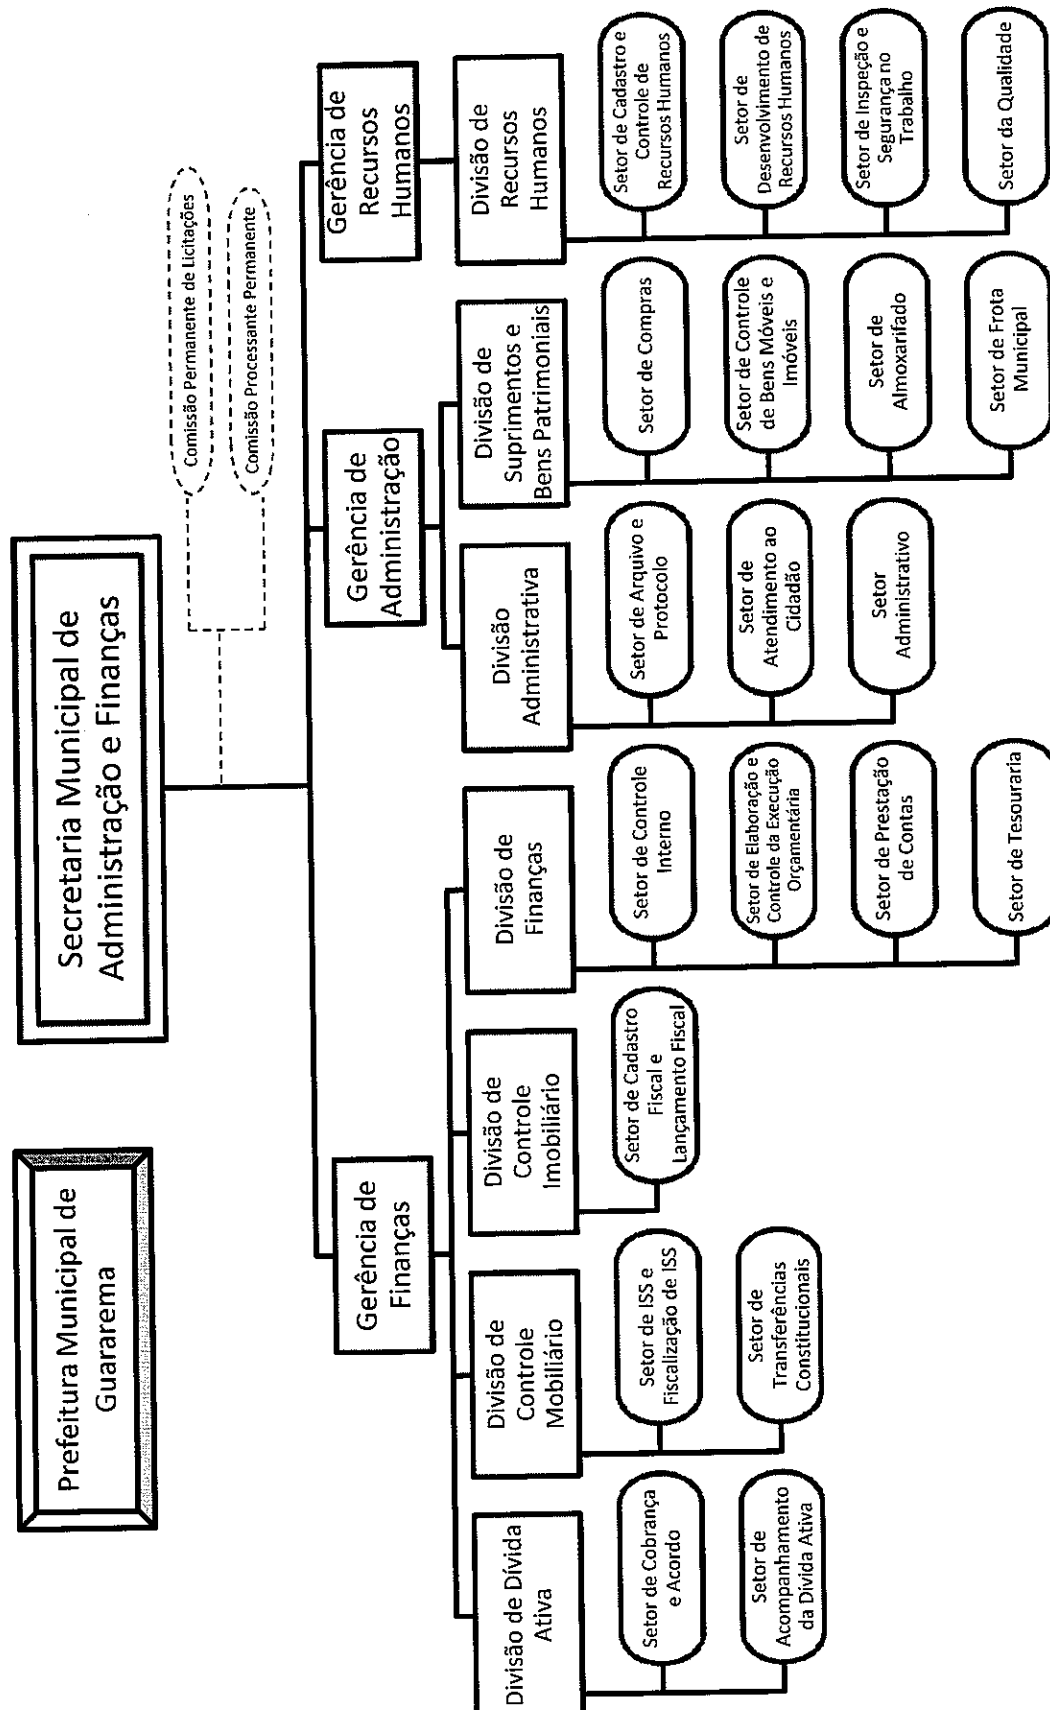 Prefeitura Municipal de
Guararema
Secretaria Municipal de
Administração e Finanças
Comissão Permanente de Licitações
Comissão Processante Permanente
Gerência de
Finanças
Gerência de
Administração
Gerência de
Recursos
Humanos
Divisão de Dívida
Ativa
Divisão de
Controle
Mobiliário
Divisão de
Controle
Imobiliário
Divisão de
Finanças
Divisão
Administrativa
Divisão de
Suprimentos e
Bens Patrimoniais
Divisão de
Recursos
Humanos
Setor de Cobrança
e Acordo
Setor de
Acompanhamento
da Dívida Ativa
Setor de ISS e
Fiscalização de ISS
Setor de
Transferências
Constitucionais
Setor de Cadastro
Fiscal e
Lançamento Fiscal
Setor de Controle
Interno
Setor de Elaboração e
Controle da Execução
Orçamentária
Setor de Prestação
de Contas
Setor de Tesouraria
Setor de Arquivo e
Protocolo
Setor de
Atendimento ao
Cidadão
Setor
Administrativo
Setor de Compras
Setor de Controle
de Bens Móveis e
Imóveis
Setor de
Almoxarifado
Setor de Frota
Municipal
Setor de Cadastro e
Controle de
Recursos Humanos
Setor de
Desenvolvimento de
Recursos Humanos
Setor de Inspeção e
Segurança no
Trabalho
Setor da Qualidade